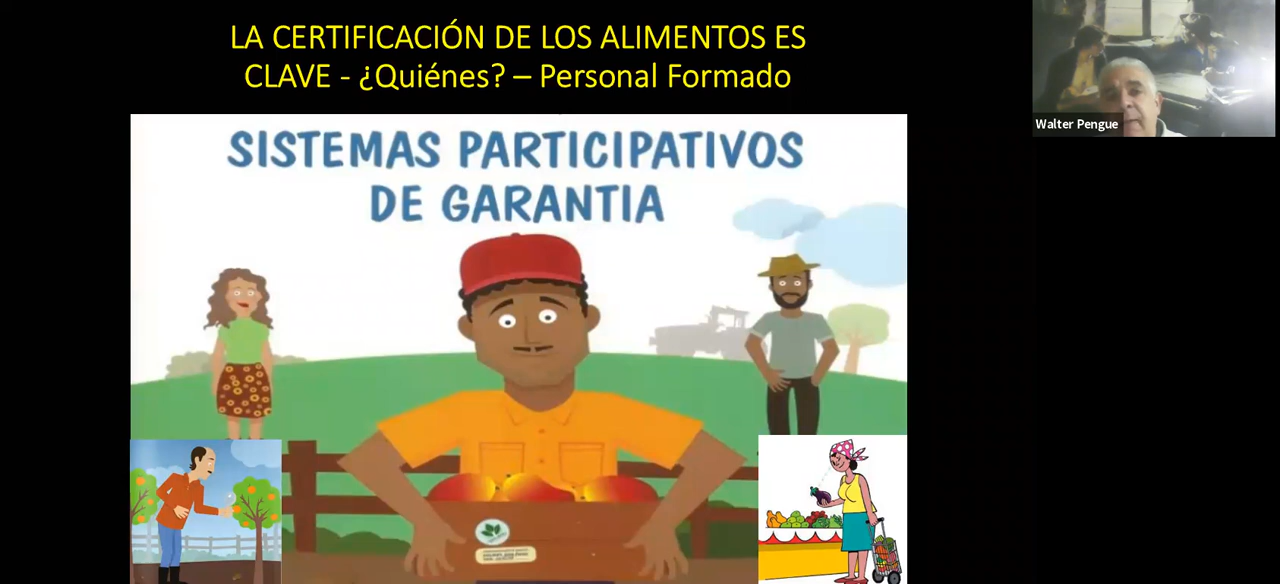 LA CERTIFICACIÓN DE LOS ALIMENTOS ES
CLAVE - ¿Quiénes? – Personal Formado
Walter Pengue
SISTEMAS PARTICIPATIVOS
DE GARANTIA